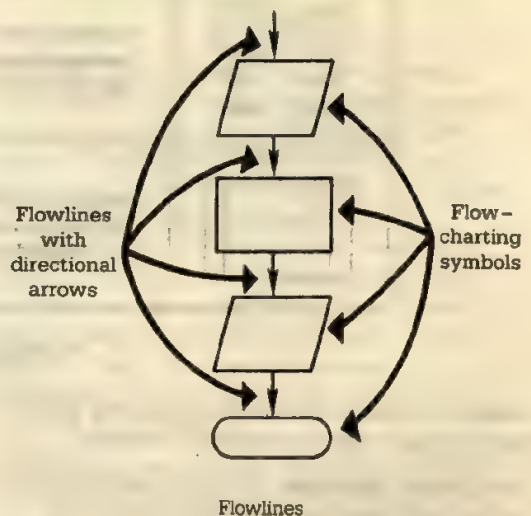 Flowlines
with
directional
arrows
Flow-
charting
symbols
Flowlines